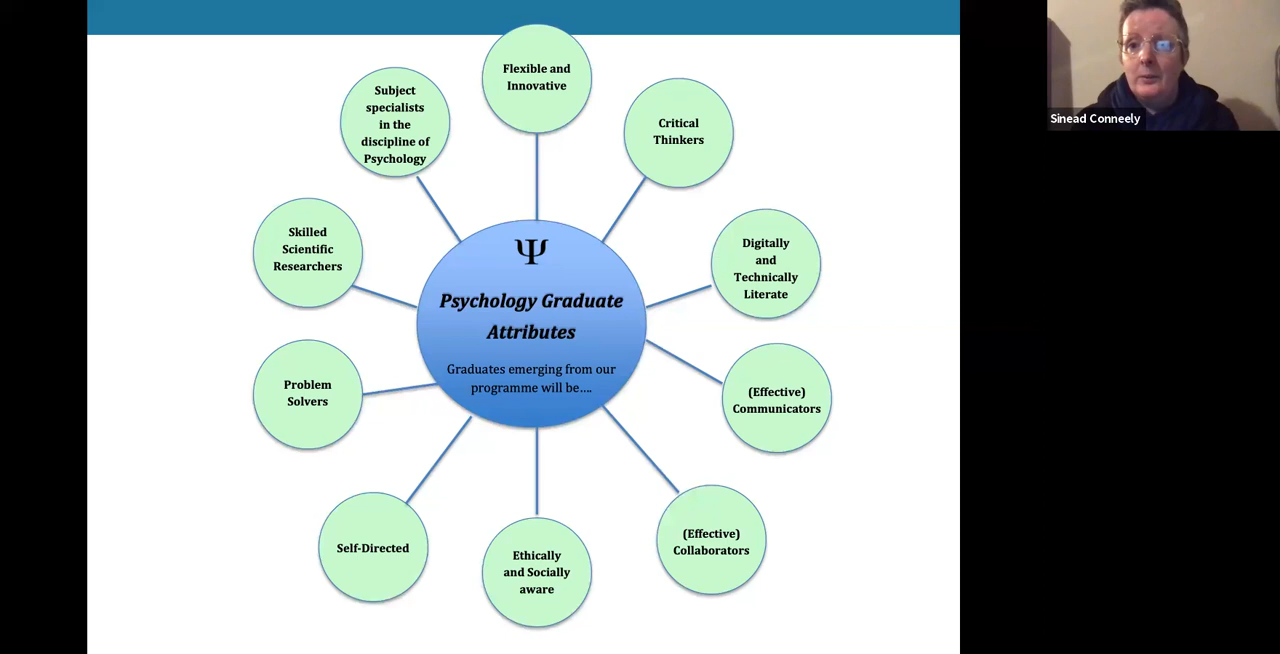 Flexible and
Innovative
Subject
specialists
in the
discipline of
Psychology
Critical
Thinkers
Skilled
Scientific
Researchers
Digitally
and
Technically
Literate
Ψ
Psychology Graduate
Attributes
Graduates emerging from our
programme will be....
Problem
Solvers
(Effective)
Communicators
Self-Directed
Ethically
and Socially
aware
(Effective)
Collaborators
Sinead Conneely